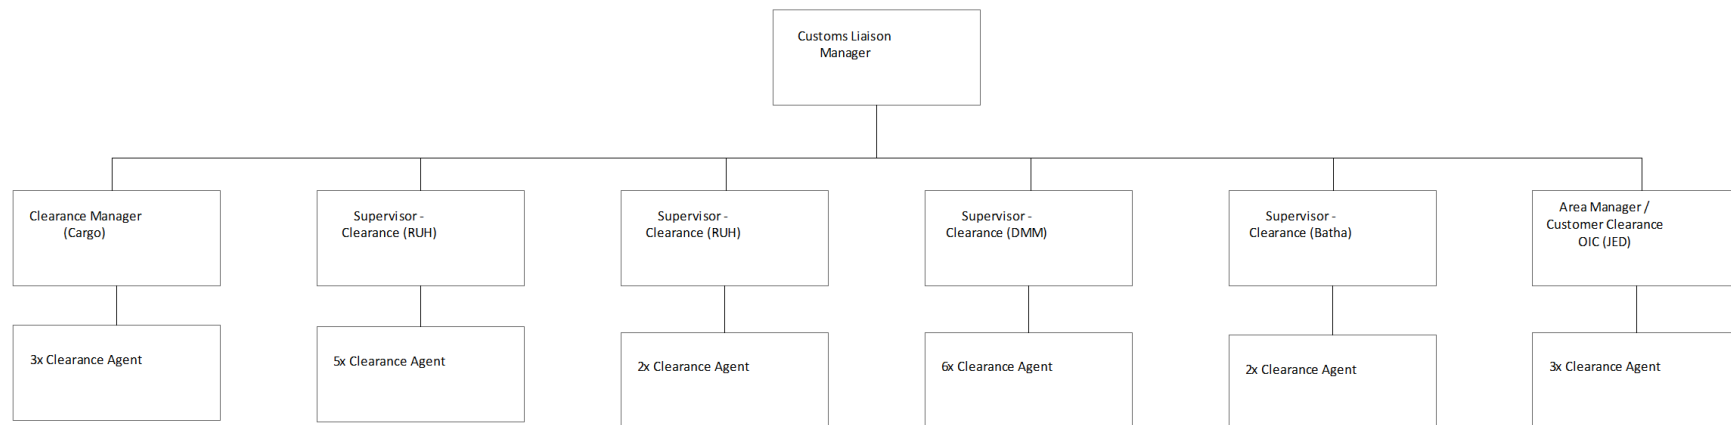 Customs Liaison
Manager
Clearance Manager
(Cargo)
Supervisor -
Clearance (RUH)
Supervisor -
Clearance (RUH)
Supervisor -
Clearance (DMM)
Supervisor -
Clearance (Batha)
Area Manager /
Customer Clearance
OIC (JED)
3x Clearance Agent
5x Clearance Agent
2x Clearance Agent
6x Clearance Agent
2x Clearance Agent
3x Clearance Agent